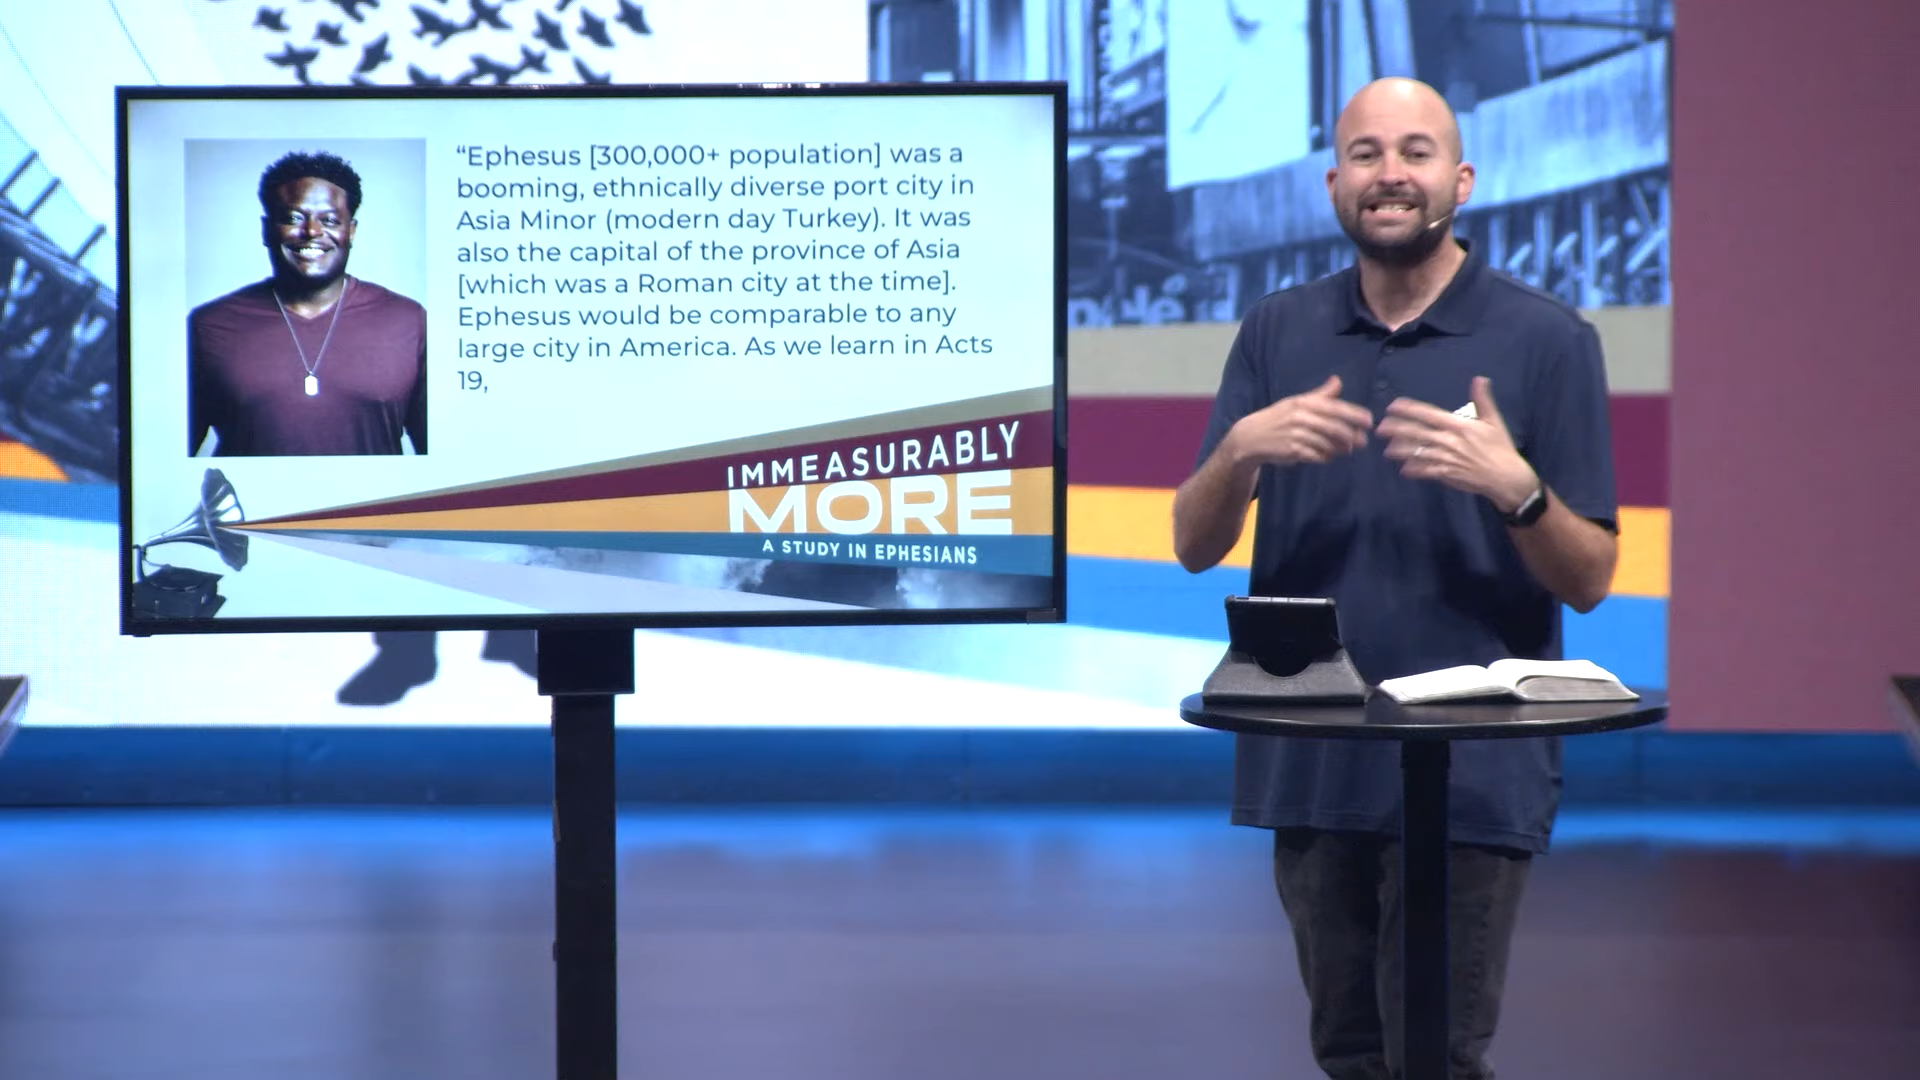 “Ephesus [300,000+ population] was a
booming, ethnically diverse port city in
Asia Minor (modern day Turkey). It was
also the capital of the province of Asia
[which was a Roman city at the time].
Ephesus would be comparable to any
large city in America. As we learn in Acts
19,
IMMEASURABLY
MORE
A STUDY IN EPHESIANS